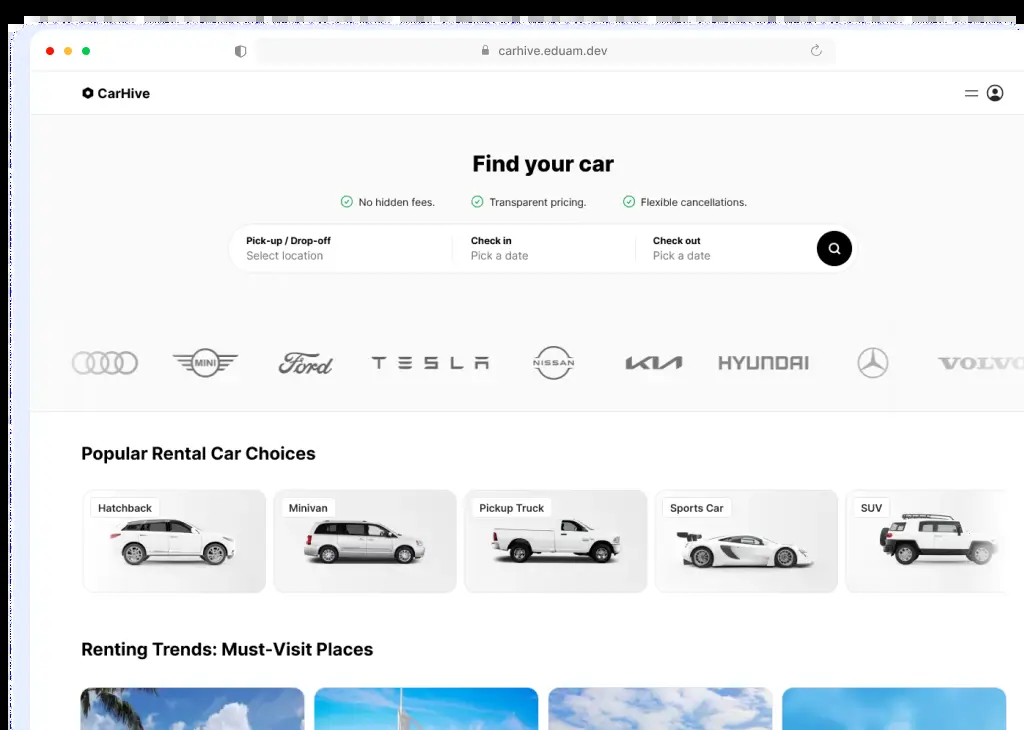 carhive.eduam.dev
CarHive
Find your car
No hidden fees. Transparent pricing. Flexible cancellations.
Pick-up / Drop-off Check in Check out
Select location Pick a date Pick a date
MINI Ford TESLA NISSAN KIA HYUNDAI VOLVO
Popular Rental Car Choices
Hatchback Minivan Pickup Truck Sports Car SUV
Renting Trends: Must-Visit Places